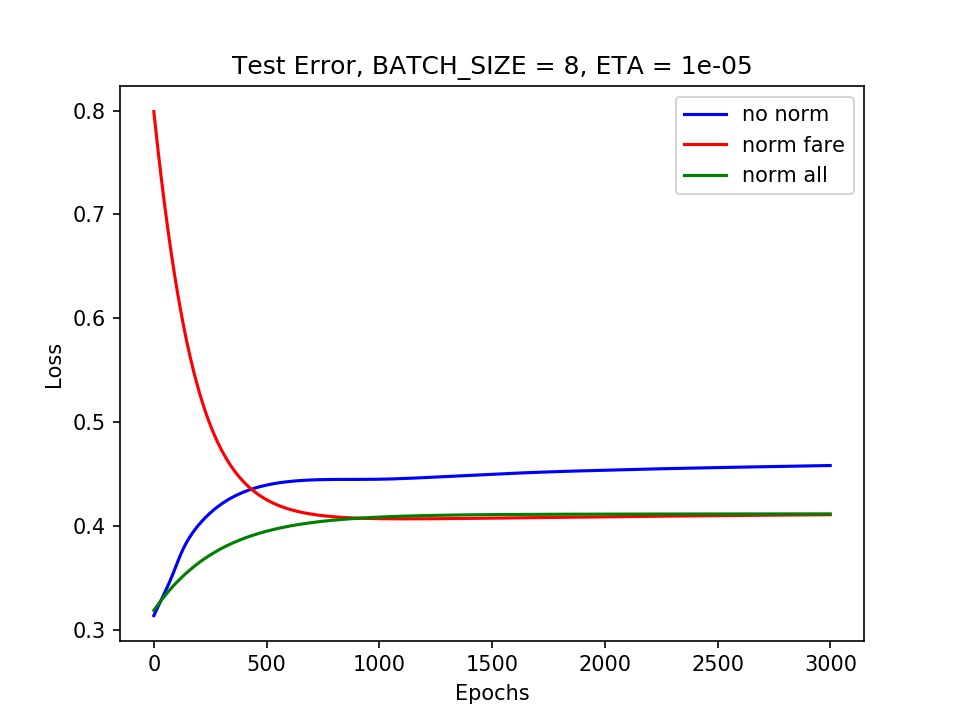 Test Error, BATCH_SIZE = 8, ETA = 1e-05
no norm
norm fare
norm all
0.8
0.7
0.6
0.5
0.4
0.3
Loss
0 500 1000 1500 2000 2500 3000
Epochs